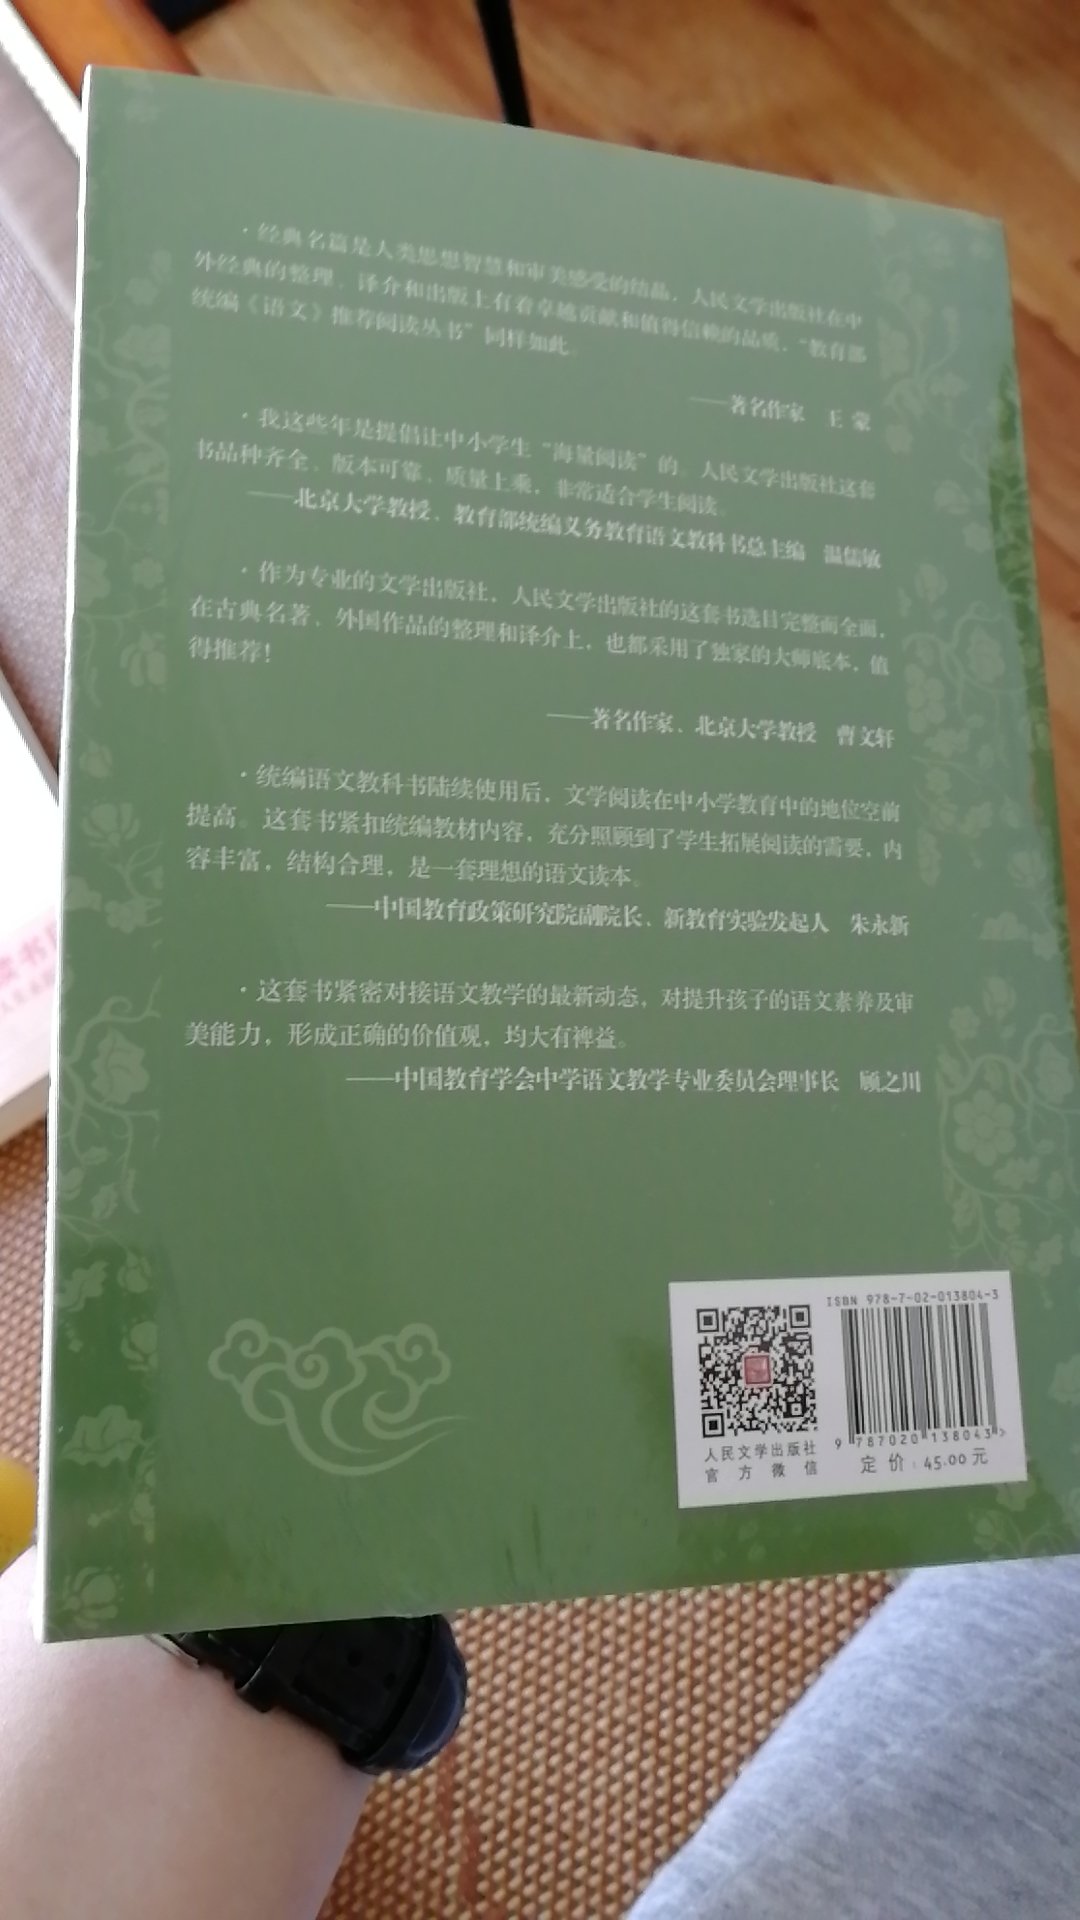 · 经典名篇是人类思想智慧和审美感受的结晶，人民文学出版社在中
外经典的整理、译介和出版上有着卓越贡献和值得信赖的品质，“教育部
统编《语文》推荐阅读丛书”同样如此。
——著名作家 王 蒙
· 我这些年是提倡让中小学生“海量阅读”的。人民文学出版社这套
书品种齐全、版本可靠、质量上乘，非常适合学生阅读。
——北京大学教授、教育部统编义务教育语文教科书总主编 温儒敏
· 作为专业的文学出版社，人民文学出版社的这套书选目完整而全面，
在古典名著、外国作品的整理和译介上，也都采用了独家的大师底本，值
得推荐！
——著名作家、北京大学教授 曹文轩
· 统编语文教科书陆续使用后，文学阅读在中小学教育中的地位空前
提高。这套书紧扣统编教材内容，充分照顾到了学生拓展阅读的需要，内
容丰富，结构合理，是一套理想的语文读本。
——中国教育政策研究院副院长、新教育实验发起人 朱永新
· 这套书紧密对接语文教学的最新动态，对提升孩子的语文素养及审
美能力，形成正确的价值观，均大有裨益。
——中国教育学会中学语文教学专业委员会理事长 顾之川
ISBN 978-7-02-013804-3
9 787020 138043 >
人民文学出版社
官方微信
定价：45.00元